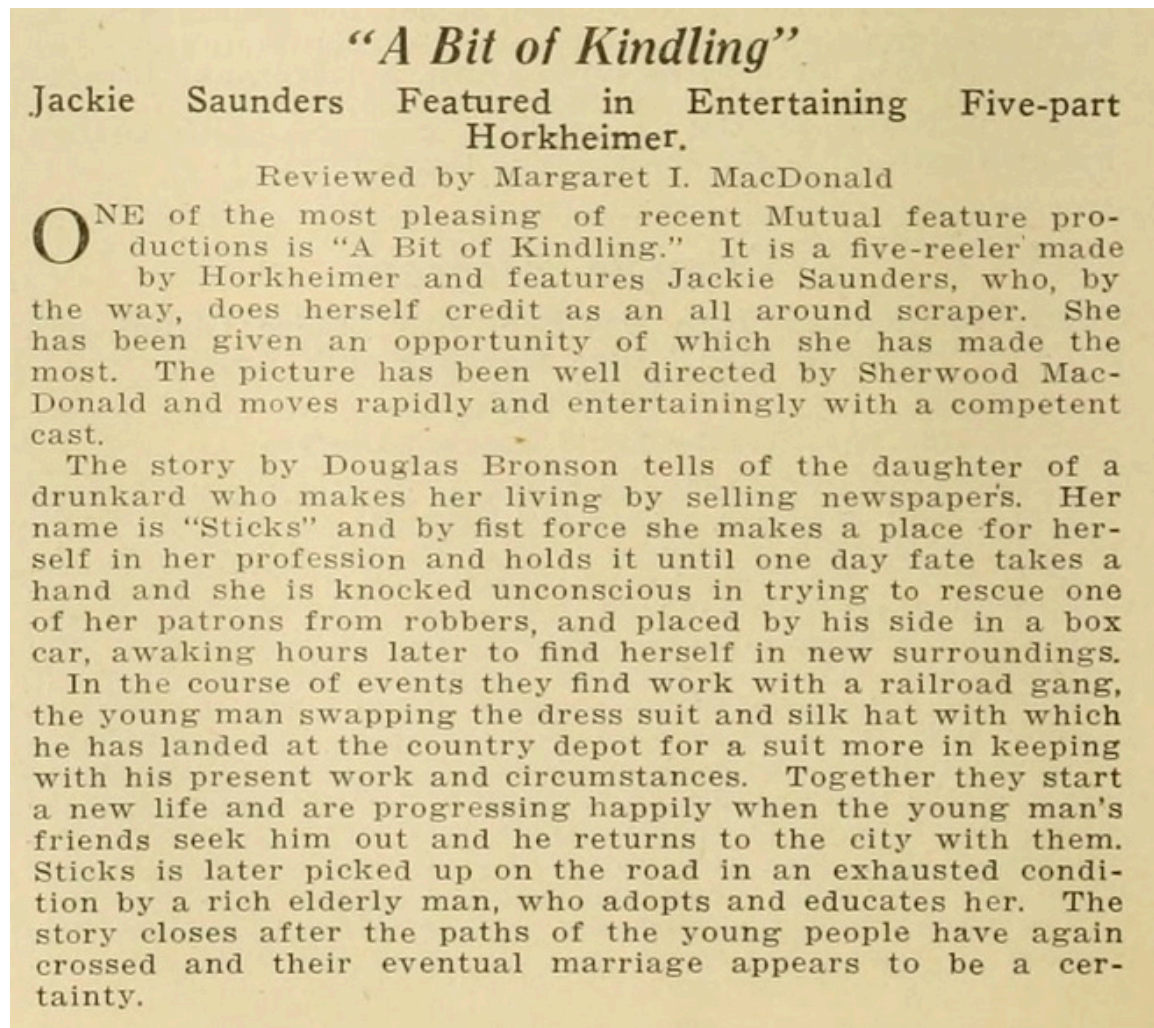 "A Bit of Kindling"
Jackie Saunders Featured in Entertaining Five-part
Horkheimer.
Reviewed by Margaret I. MacDonald
ONE of the most pleasing of recent Mutual feature pro-
ductions is "A Bit of Kindling." It is a five-reeler made
by Horkheimer and features Jackie Saunders, who, by
the way, does herself credit as an all around scraper. She
has been given an opportunity of which she has made the
most. The picture has been well directed by Sherwood Mac-
Donald and moves rapidly and entertainingly with a competent
cast.
The story by Douglas Bronson tells of the daughter of a
drunkard who makes her living by selling newspapers. Her
name is "Sticks" and by fist force she makes a place for her-
self in her profession and holds it until one day fate takes a
hand and she is knocked unconscious in trying to rescue one
of her patrons from robbers, and placed by his side in a box
car, awaking hours later to find herself in new surroundings.
In the course of events they find work with a railroad gang,
the young man swapping the dress suit and silk hat with which
he has landed at the country depot for a suit more in keeping
with his present work and circumstances. Together they start
a new life and are progressing happily when the young man's
friends seek him out and he returns to the city with them.
Sticks is later picked up on the road in an exhausted condi-
tion by a rich elderly man, who adopts and educates her. The
story closes after the paths of the young people have again
crossed and their eventual marriage appears to be a cer-
tainty.